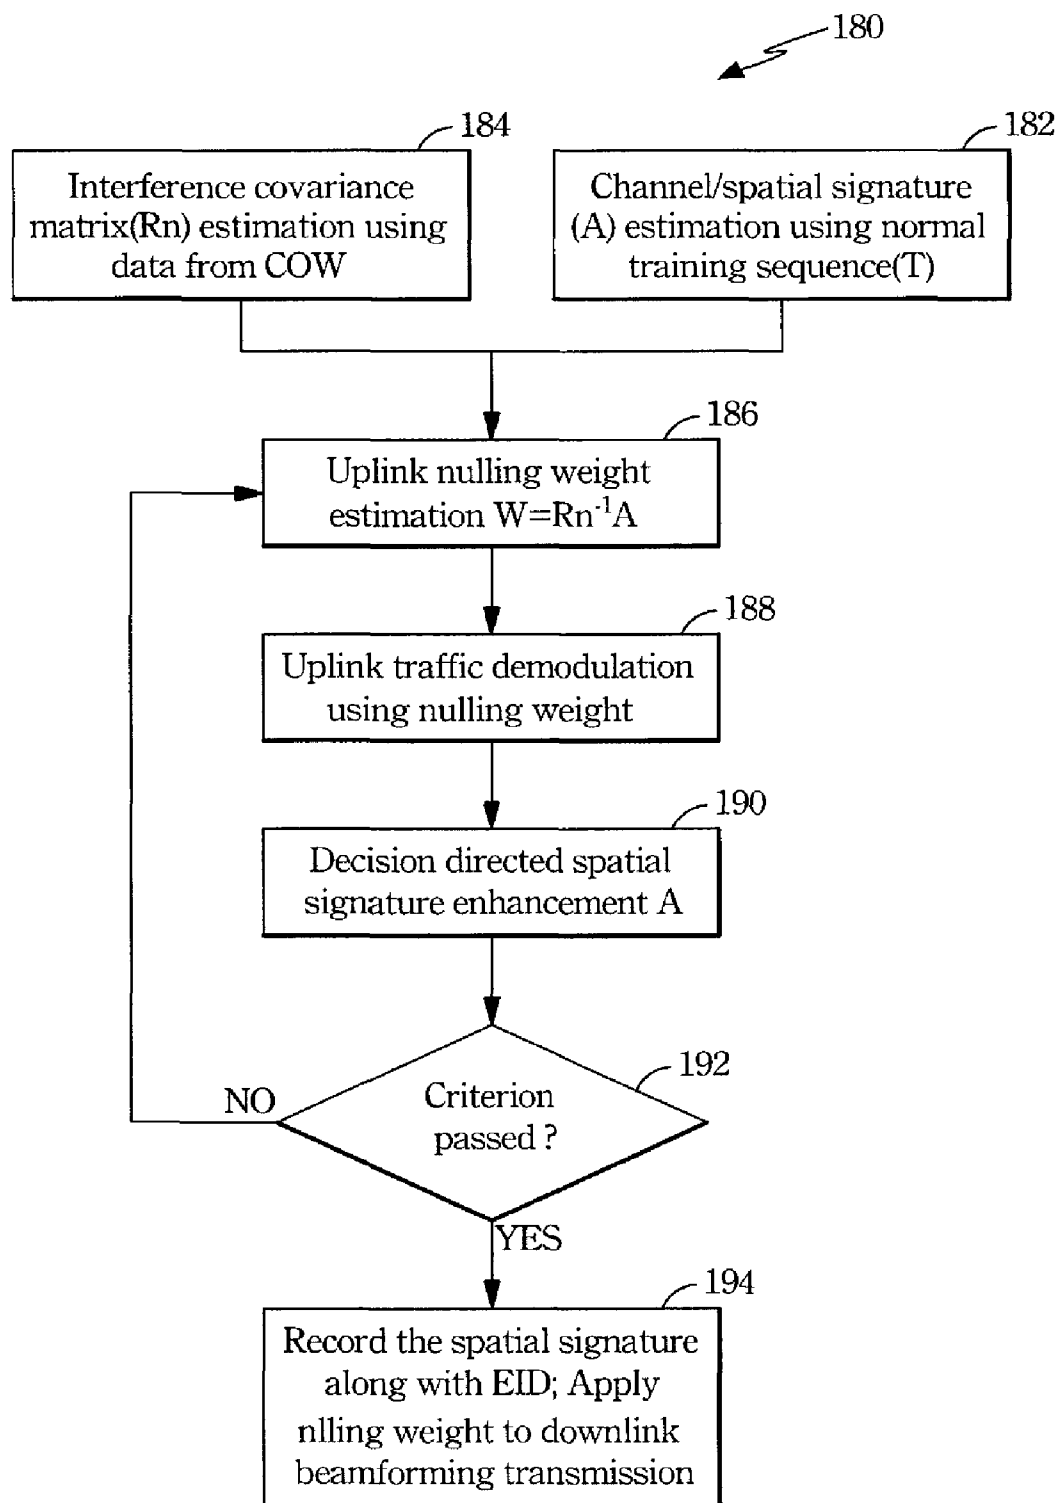 180
184
Interference covariance
matrix(Rn) estimation using
data from COW
182
Channel/spatial signature
(A) estimation using normal
training sequence(T)
186
Uplink nulling weight
estimation W=Rn⁻¹A
188
Uplink traffic demodulation
using nulling weight
190
Decision directed spatial
signature enhancement A
192
Criterion
passed ?
NO
YES
194
Record the spatial signature
along with EID; Apply
nlling weight to downlink
beamforming transmission